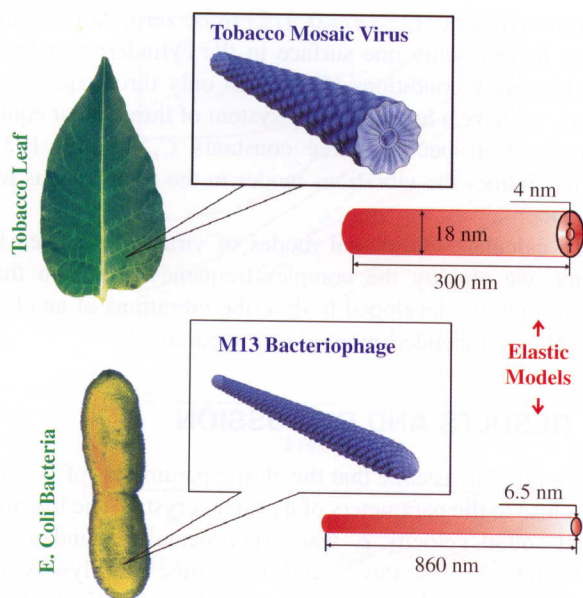 Tobacco Mosaic Virus
Tobacco Leaf
4 nm
18 nm
300 nm
M13 Bacteriophage
Elastic
Models
E. Coli Bacteria
6.5 nm
860 nm